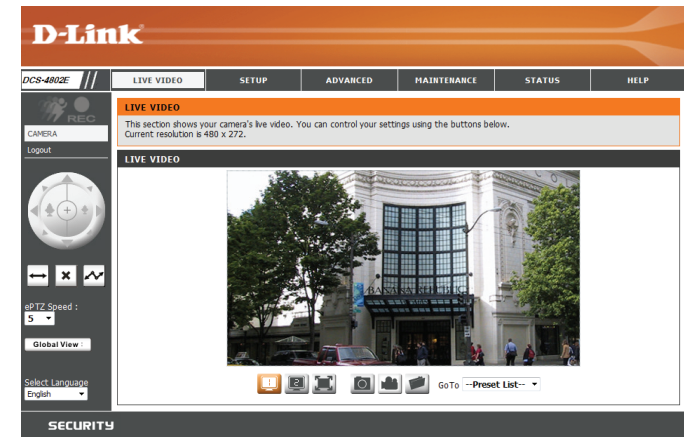 D-Link
DCS-4802E
LIVE VIDEO SETUP ADVANCED MAINTENANCE STATUS HELP
REC
CAMERA
Logout
ePTZ Speed :
5
Global View
Select Language
English
LIVE VIDEO
This section shows your camera's live video. You can control your settings using the buttons below.
Current resolution is 480 x 272.
LIVE VIDEO
BANANA REPUBLIC
1 2 GoTo --Preset List--
SECURITY